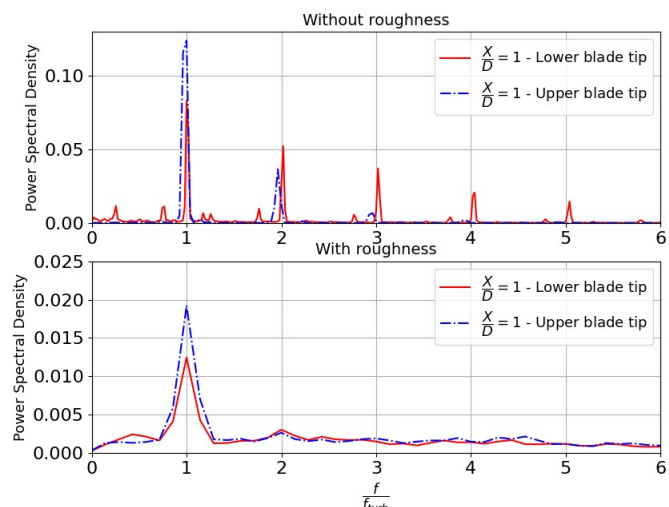 Without roughness
Power Spectral Density
0.10
0.05
0.00
X/D = 1 - Lower blade tip
X/D = 1 - Upper blade tip
0 1 2 3 4 5 6
With roughness
Power Spectral Density
0.025
0.020
0.015
0.010
0.005
0.000
X/D = 1 - Lower blade tip
X/D = 1 - Upper blade tip
0 1 2 3 4 5 6
f/f_turb